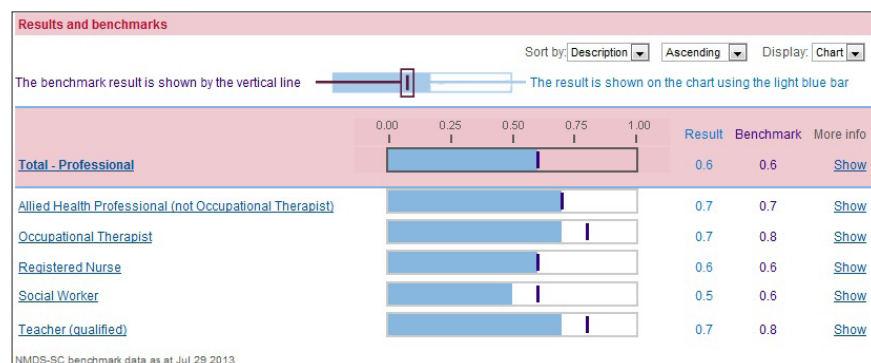 Results and benchmarks
Sort by: Description Ascending Display: Chart
The benchmark result is shown by the vertical line The result is shown on the chart using the light blue bar
0.00 0.25 0.50 0.75 1.00 Result Benchmark More info
Total - Professional 0.6 0.6 Show
Allied Health Professional (not Occupational Therapist) 0.7 0.7 Show
Occupational Therapist 0.7 0.8 Show
Registered Nurse 0.6 0.6 Show
Social Worker 0.5 0.6 Show
Teacher (qualified) 0.7 0.8 Show
NMDS-SC benchmark data as at Jul 29 2013